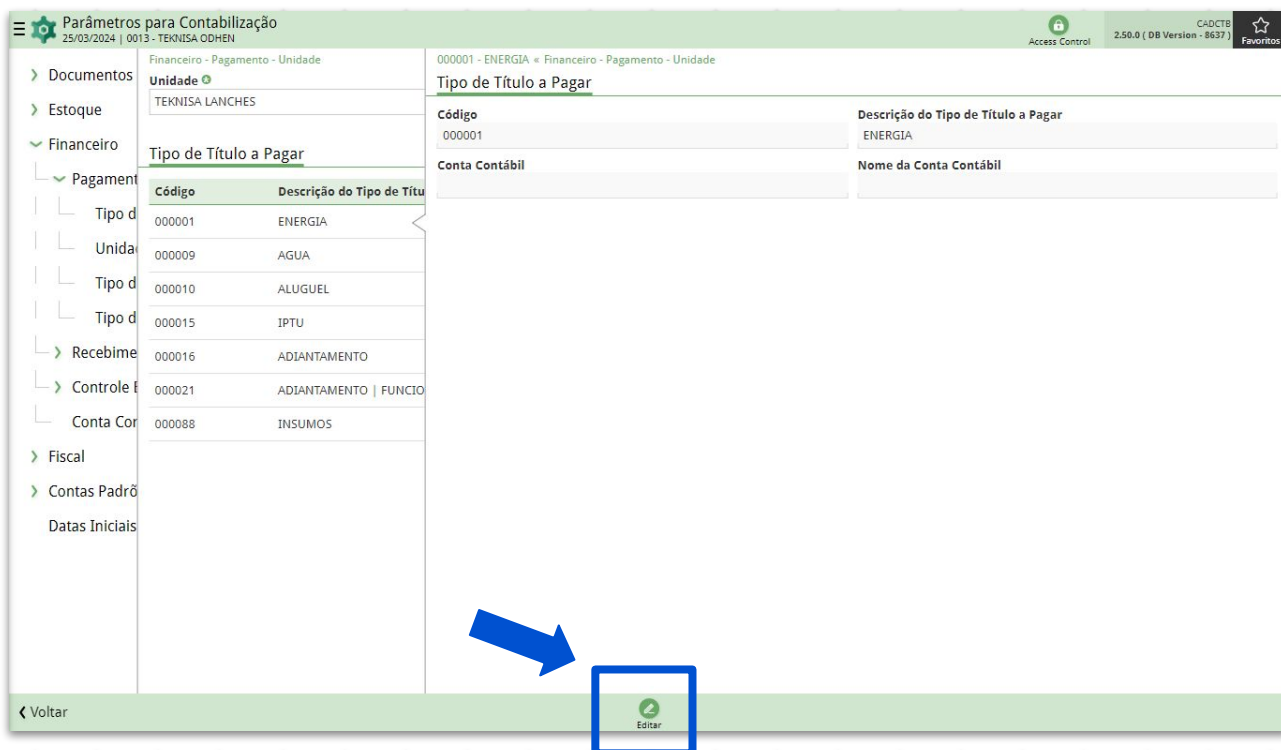 Parâmetros para Contabilização
25/03/2024 | 0013 - TEKNISA ODHEN
Access Control
CADCTB
2.50.0 ( DB Version - 8637 )
Favoritos
Documentos
Estoque
Financeiro
Pagament
Tipo d
Unida
Tipo d
Tipo d
Recebime
Controle
Conta Cor
Fiscal
Contas Padrõ
Datas Iniciais
Financeiro - Pagamento - Unidade
Unidade
TEKNISA LANCHES
Tipo de Título a Pagar
Código Descrição do Tipo de Títu
000001 ENERGIA
000009 AGUA
000010 ALUGUEL
000015 IPTU
000016 ADIANTAMENTO
000021 ADIANTAMENTO | FUNCIO
000088 INSUMOS
000001 - ENERGIA « Financeiro - Pagamento - Unidade
Tipo de Título a Pagar
Código Descrição do Tipo de Título a Pagar
000001 ENERGIA
Conta Contábil Nome da Conta Contábil
Voltar
Editar